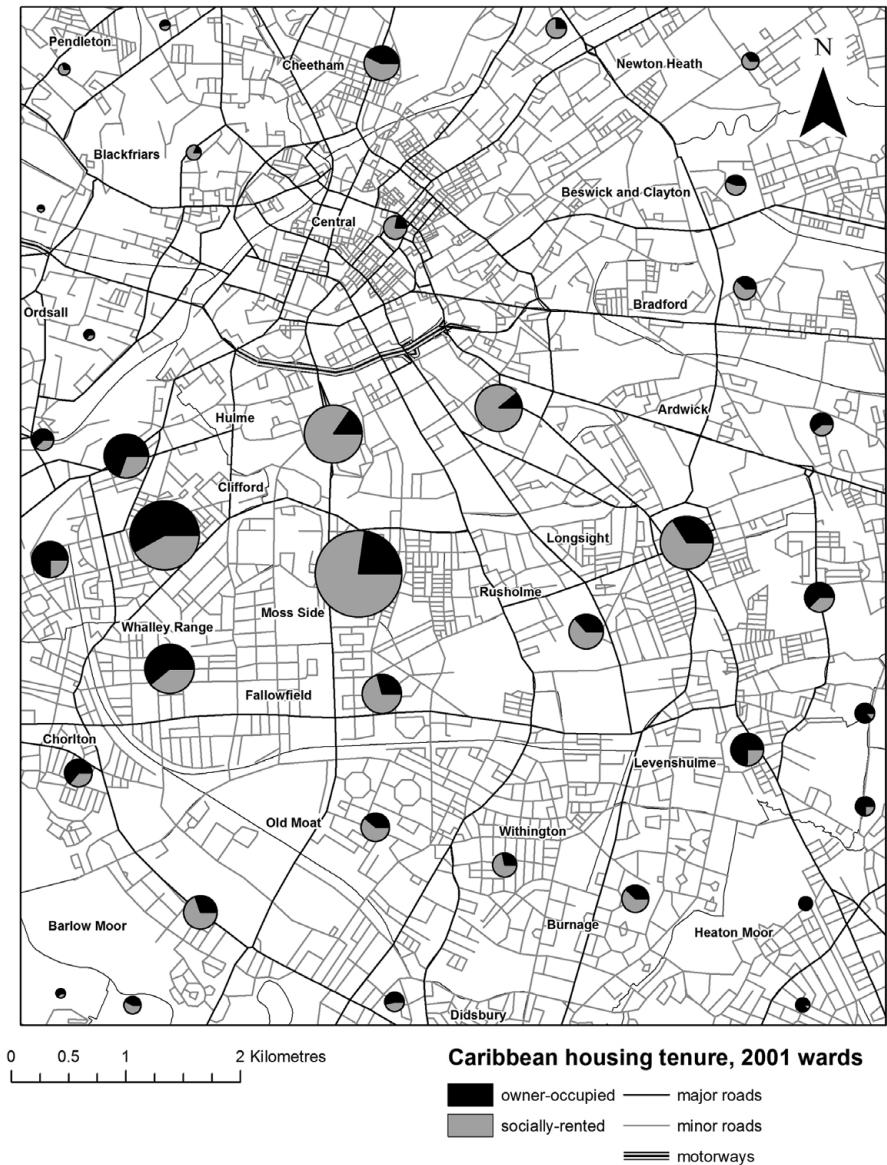 Pendleton
Cheetham
Newton Heath
N
Blackfriars
Beswick and Clayton
Central
Ordsall
Bradford
Hulme
Ardwick
Clifford
Longsight
Rusholme
Moss Side
Whalley Range
Fallowfield
Chorlton
Levenshulme
Old Moat
Withington
Barlow Moor
Burnage
Heaton Moor
Didsbury
0 0.5 1 2 Kilometres
Caribbean housing tenure, 2001 wards
owner-occupied major roads
socially-rented minor roads
motorways